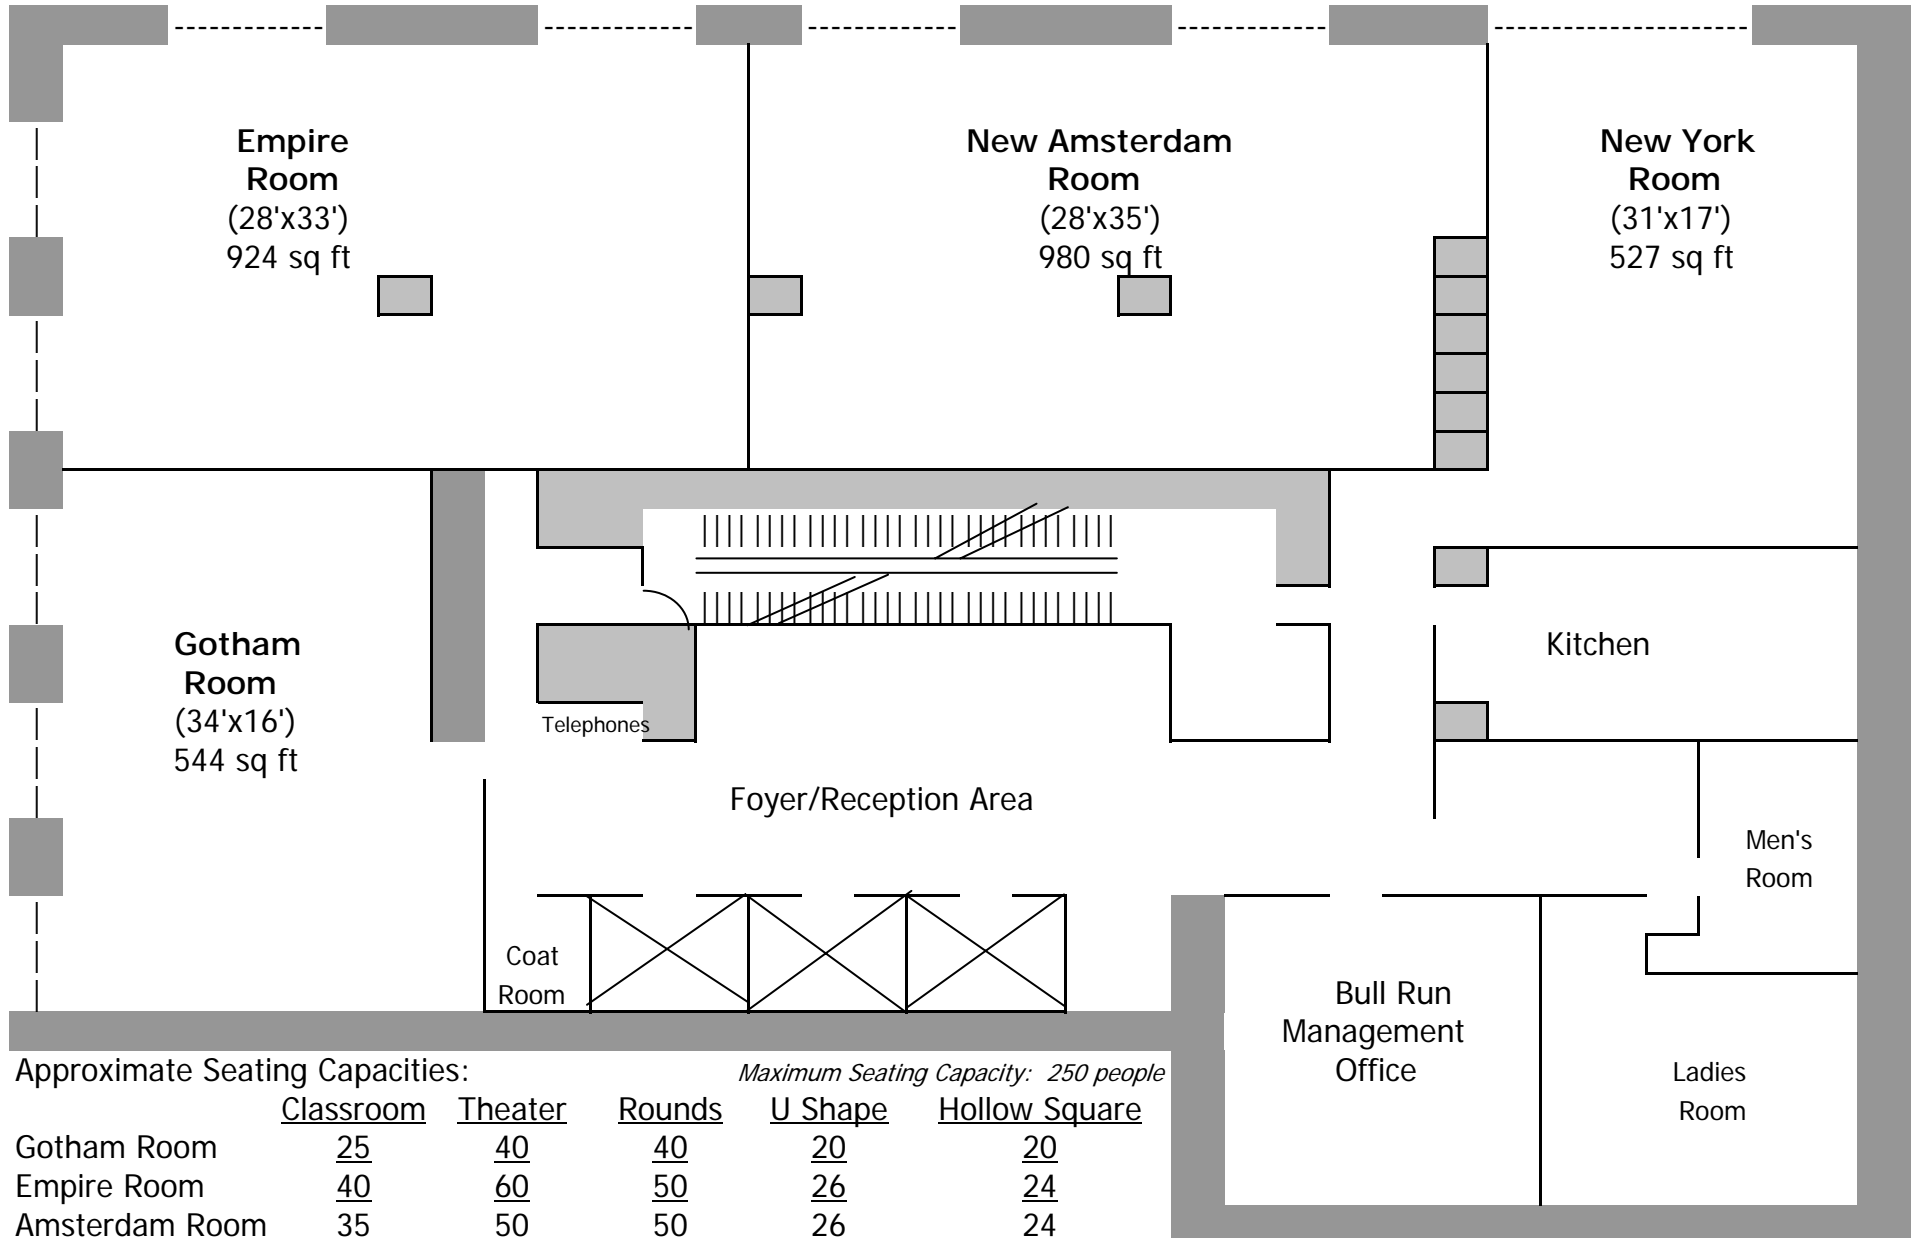 Empire
Room
(28'x33')
924 sq ft
New Amsterdam
Room
(28'x35')
980 sq ft
New York
Room
(31'x17')
527 sq ft
Gotham
Room
(34'x16')
544 sq ft
Telephones
Kitchen
Foyer/Reception Area
Men's
Room
Coat
Room
Bull Run
Management
Office
Ladies
Room
Approximate Seating Capacities: Maximum Seating Capacity: 250 people
Classroom Theater Rounds U Shape Hollow Square
Gotham Room 25 40 40 20 20
Empire Room 40 60 50 26 24
Amsterdam Room 35 50 50 26 24